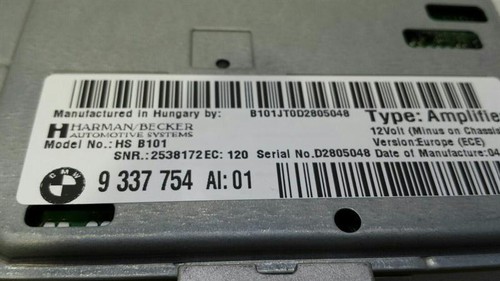 Manufactured in Hungary by: B101JT0D2805048 Type: Amplifie
HARMAN/BECKER
AUTOMOTIVE SYSTEMS 12Volt (Minus on Chassis
Model No.: HS B101 Version: Europe (ECE)
SNR.: 2538172 EC: 120 Serial No. D2805048 Date of Manufacture: 04
BMW 9 337 754 AI: 01